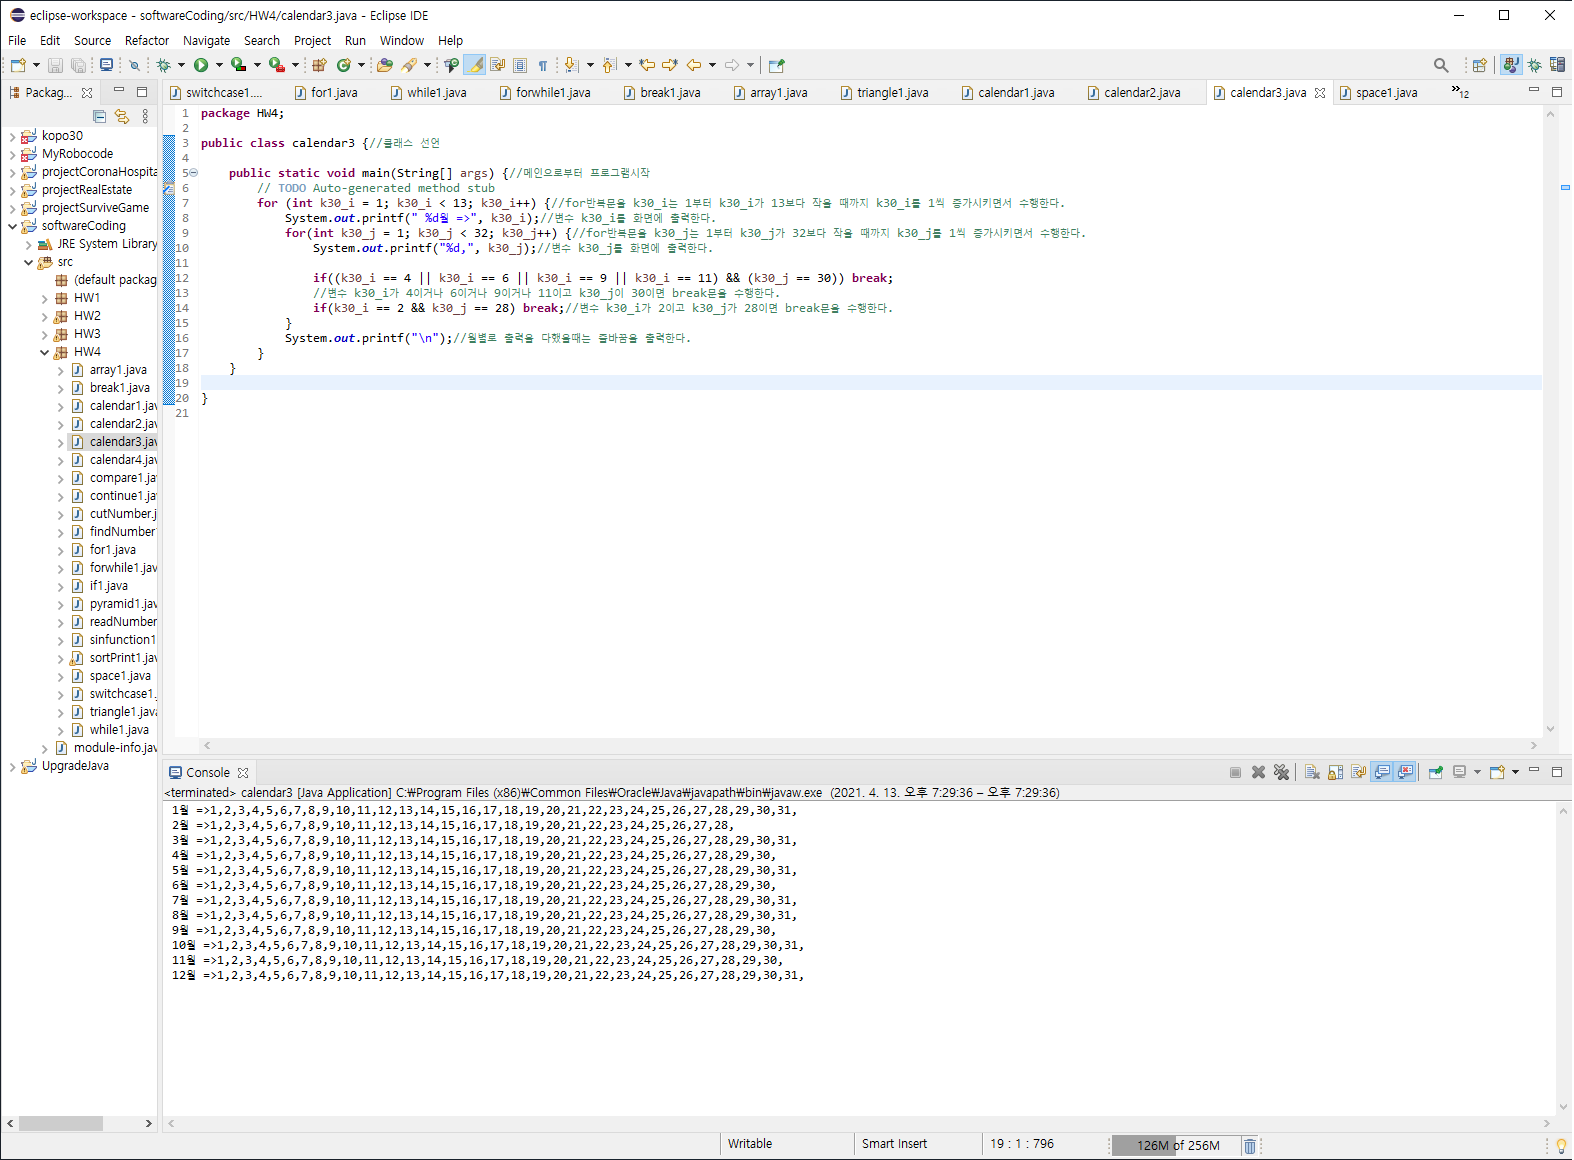 eclipse-workspace - softwareCoding/src/HW4/calendar3.java - Eclipse IDE
File Edit Source Refactor Navigate Search Project Run Window Help
Packag...
switchcase1.... for1.java while1.java forwhile1.java break1.java array1.java triangle1.java calendar1.java calendar2.java calendar3.java space1.java »12
kopo30
MyRobocode
projectCoronaHospita
projectRealEstate
projectSurviveGame
softwareCoding
JRE System Library
src
(default packag
HW1
HW2
HW3
HW4
array1.java
break1.java
calendar1.jav
calendar2.jav
calendar3.jav
calendar4.jav
compare1.jav
continue1.jav
cutNumber.j
findNumber
for1.java
forwhile1.jav
if1.java
pyramid1.jav
readNumber
sinfunction1
sortPrint1.jav
space1.java
switchcase1.
triangle1.java
while1.java
module-info.jav
UpgradeJava
1 package HW4;
2
3 public class calendar3 {//클래스 선언
4
5 public static void main(String[] args) {//메인으로부터 프로그램시작
6 // TODO Auto-generated method stub
7 for (int k30_i = 1; k30_i < 13; k30_i++) {//for반복문을 k30_i는 1부터 k30_i가 13보다 작을 때까지 k30_i를 1씩 증가시키면서 수행한다.
8 System.out.printf(" %d월 =>", k30_i);//변수 k30_i를 화면에 출력한다.
9 for(int k30_j = 1; k30_j < 32; k30_j++) {//for반복문을 k30_j는 1부터 k30_j가 32보다 작을 때까지 k30_j를 1씩 증가시키면서 수행한다.
10 System.out.printf("%d,", k30_j);//변수 k30_j를 화면에 출력한다.
11
12 if((k30_i == 4 || k30_i == 6 || k30_i == 9 || k30_i == 11) && (k30_j == 30)) break;
13 //변수 k30_i가 4이거나 6이거나 9이거나 11이고 k30_j이 30이면 break문을 수행한다.
14 if(k30_i == 2 && k30_j == 28) break;//변수 k30_i가 2이고 k30_j가 28이면 break문을 수행한다.
15 }
16 System.out.printf("\n");//월별로 출력을 다했을때는 줄바꿈을 출력한다.
17 }
18 }
19
20 }
21
Console
<terminated> calendar3 [Java Application] C:₩Program Files (x86)₩Common Files₩Oracle₩Java₩javapath₩bin₩javaw.exe (2021. 4. 13. 오후 7:29:36 – 오후 7:29:36)
1월 =>1,2,3,4,5,6,7,8,9,10,11,12,13,14,15,16,17,18,19,20,21,22,23,24,25,26,27,28,29,30,31,
2월 =>1,2,3,4,5,6,7,8,9,10,11,12,13,14,15,16,17,18,19,20,21,22,23,24,25,26,27,28,
3월 =>1,2,3,4,5,6,7,8,9,10,11,12,13,14,15,16,17,18,19,20,21,22,23,24,25,26,27,28,29,30,31,
4월 =>1,2,3,4,5,6,7,8,9,10,11,12,13,14,15,16,17,18,19,20,21,22,23,24,25,26,27,28,29,30,
5월 =>1,2,3,4,5,6,7,8,9,10,11,12,13,14,15,16,17,18,19,20,21,22,23,24,25,26,27,28,29,30,31,
6월 =>1,2,3,4,5,6,7,8,9,10,11,12,13,14,15,16,17,18,19,20,21,22,23,24,25,26,27,28,29,30,
7월 =>1,2,3,4,5,6,7,8,9,10,11,12,13,14,15,16,17,18,19,20,21,22,23,24,25,26,27,28,29,30,31,
8월 =>1,2,3,4,5,6,7,8,9,10,11,12,13,14,15,16,17,18,19,20,21,22,23,24,25,26,27,28,29,30,31,
9월 =>1,2,3,4,5,6,7,8,9,10,11,12,13,14,15,16,17,18,19,20,21,22,23,24,25,26,27,28,29,30,
10월 =>1,2,3,4,5,6,7,8,9,10,11,12,13,14,15,16,17,18,19,20,21,22,23,24,25,26,27,28,29,30,31,
11월 =>1,2,3,4,5,6,7,8,9,10,11,12,13,14,15,16,17,18,19,20,21,22,23,24,25,26,27,28,29,30,
12월 =>1,2,3,4,5,6,7,8,9,10,11,12,13,14,15,16,17,18,19,20,21,22,23,24,25,26,27,28,29,30,31,
Writable Smart Insert 19 : 1 : 796 126M of 256M